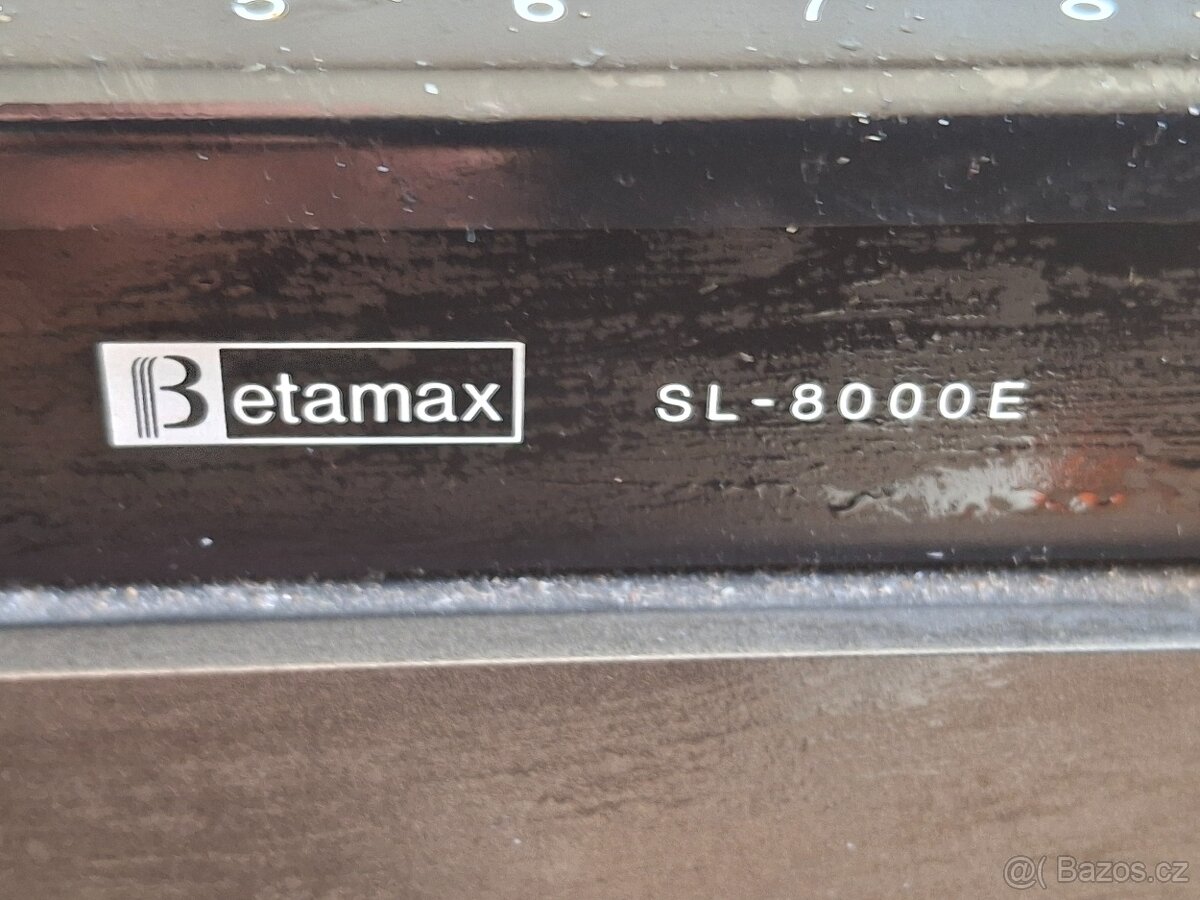 5 6 7 8
Betamax SL-8000E
@( Bazos.cz